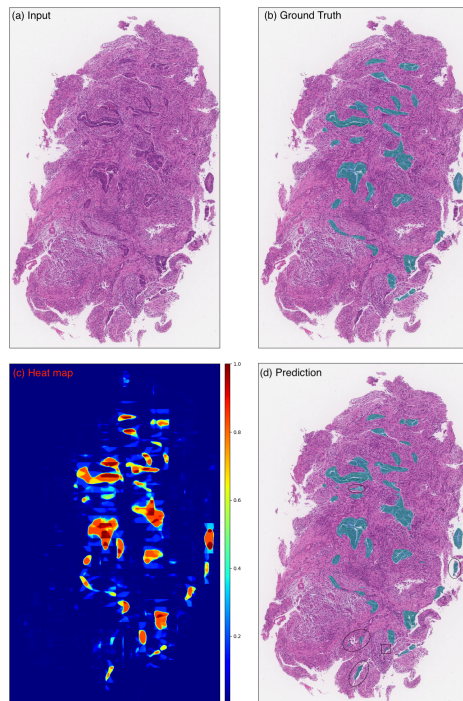 (a) Input
(b) Ground Truth
(c) Heat map
1.0
0.8
0.6
0.4
0.2
(d) Prediction